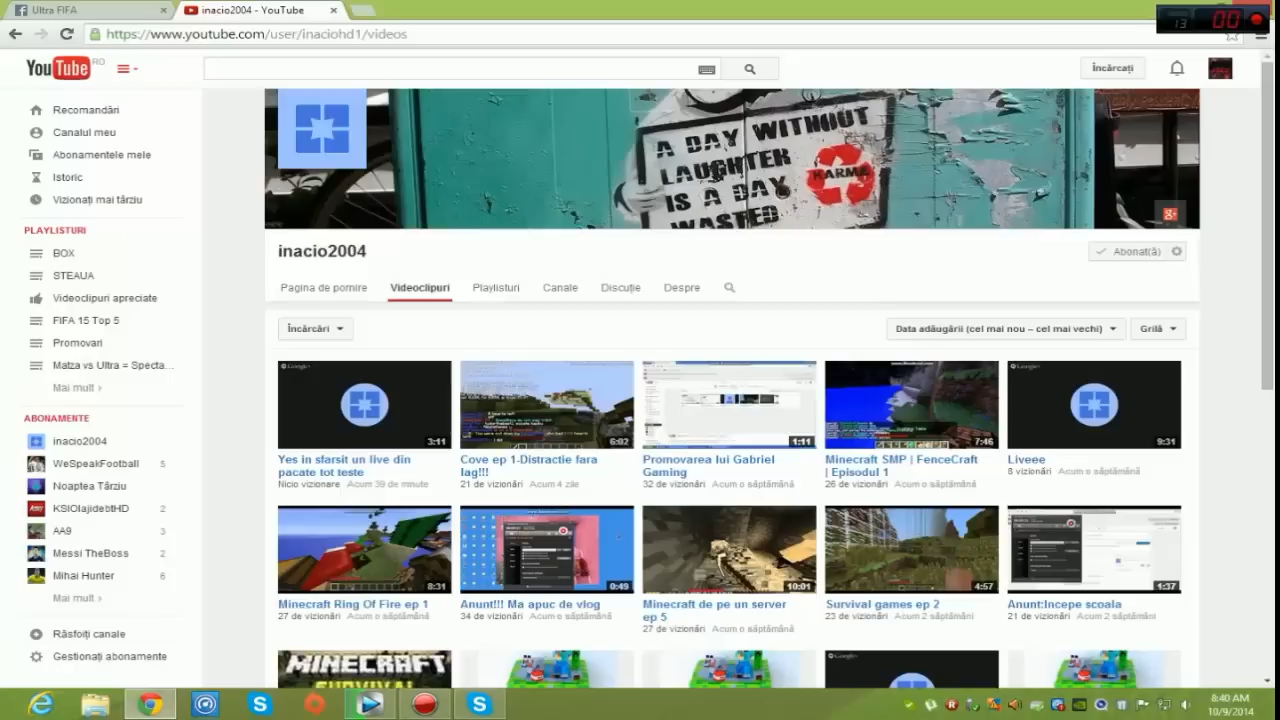 Ultra FIFA
inacio2004 - YouTube
13 00
https://www.youtube.com/user/inaciohd1/videos
YouTube RO
Încărcați
Recomandări
Canalul meu
Abonamentele mele
Istoric
Vizionați mai târziu
PLAYLISTURI
BOX
STEAUA
Videoclipuri apreciate
FIFA 15 Top 5
Promovari
Matza vs Ultra = Specta...
Mai mult ›
ABONAMENTE
inacio2004
WeSpeakFootball 5
Noaptea Târziu
KSIOlajidebtHD 2
AA9 3
Messi TheBoss 2
Mihai Hunter 6
Mai mult ›
Răsfoiți canale
Gestionați abonamente
A DAY WITHOUT
LAUGHTER
IS A DAY
WASTED
KARMA
g+
inacio2004
Abonat(ă)
Pagina de pornire Videoclipuri Playlisturi Canale Discuție Despre
Încărcări
Data adăugării (cel mai nou – cel mai vechi)
Grilă
Google+
3:11
Yes in sfarsit un live din
pacate tot teste
Nicio vizionare Acum 39 de minute
6:02
Cove ep 1-Distractie fara
lag!!!
21 de vizionări Acum 4 zile
1:11
Promovarea lui Gabriel
Gaming
32 de vizionări Acum o săptămână
7:46
Minecraft SMP | FenceCraft
| Episodul 1
26 de vizionări Acum o săptămână
Google+
9:31
Liveee
8 vizionări Acum o săptămână
8:31
Minecraft Ring Of Fire ep 1
27 de vizionări Acum o săptămână
0:49
Anunt!!! Ma apuc de vlog
34 de vizionări Acum o săptămână
10:01
Minecraft de pe un server
ep 5
27 de vizionări Acum o săptămână
4:57
Survival games ep 2
23 de vizionări Acum 2 săptămâni
1:37
Anunt:Incepe scoala
21 de vizionări Acum 2 săptămâni
MINECRAFT
SURVIVAL
Google+
8:40 AM
10/9/2014